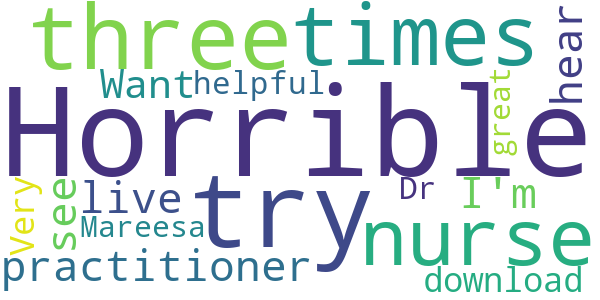 three times
hear
Want helpful
great
Horrible
Very
see
live
try
Dr
I'm
Mareesa
nurse
practitioner
download